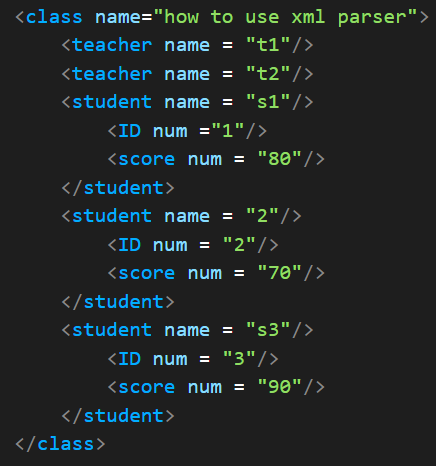 <class name="how to use xml parser">
<teacher name = "t1"/>
<teacher name = "t2"/>
<student name = "s1"/>
<ID num ="1"/>
<score num = "80"/>
</student>
<student name = "2"/>
<ID num = "2"/>
<score num = "70"/>
</student>
<student name = "s3"/>
<ID num = "3"/>
<score num = "90"/>
</student>
</class>